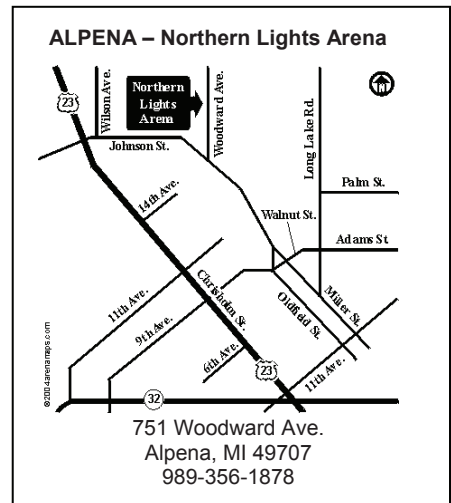 ALPENA – Northern Lights Arena
23
Wilson Ave.
Northern
Lights
Arena
Woodward Ave.
Long Lake Rd.
N
Johnson St.
Palm St.
14th Ave.
Walnut St.
Adams St.
11th Ave.
Chrisholm St.
9th Ave.
Oldfield St.
Miller St.
6th Ave.
23
11th Ave.
32
©2004arenamaps.com
751 Woodward Ave.
Alpena, MI 49707
989-356-1878